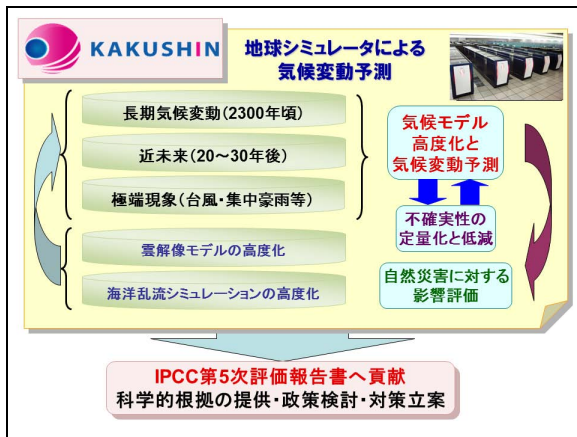 KAKUSHIN
地球シミュレータによる
気候変動予測
長期気候変動(2300年頃)
近未来(20～30年後)
極端現象(台風・集中豪雨等)
雲解像モデルの高度化
海洋乱流シミュレーションの高度化
気候モデル
高度化と
気候変動予測
不確実性の
定量化と低減
自然災害に対する
影響評価
IPCC第5次評価報告書へ貢献
科学的根拠の提供・政策検討・対策立案